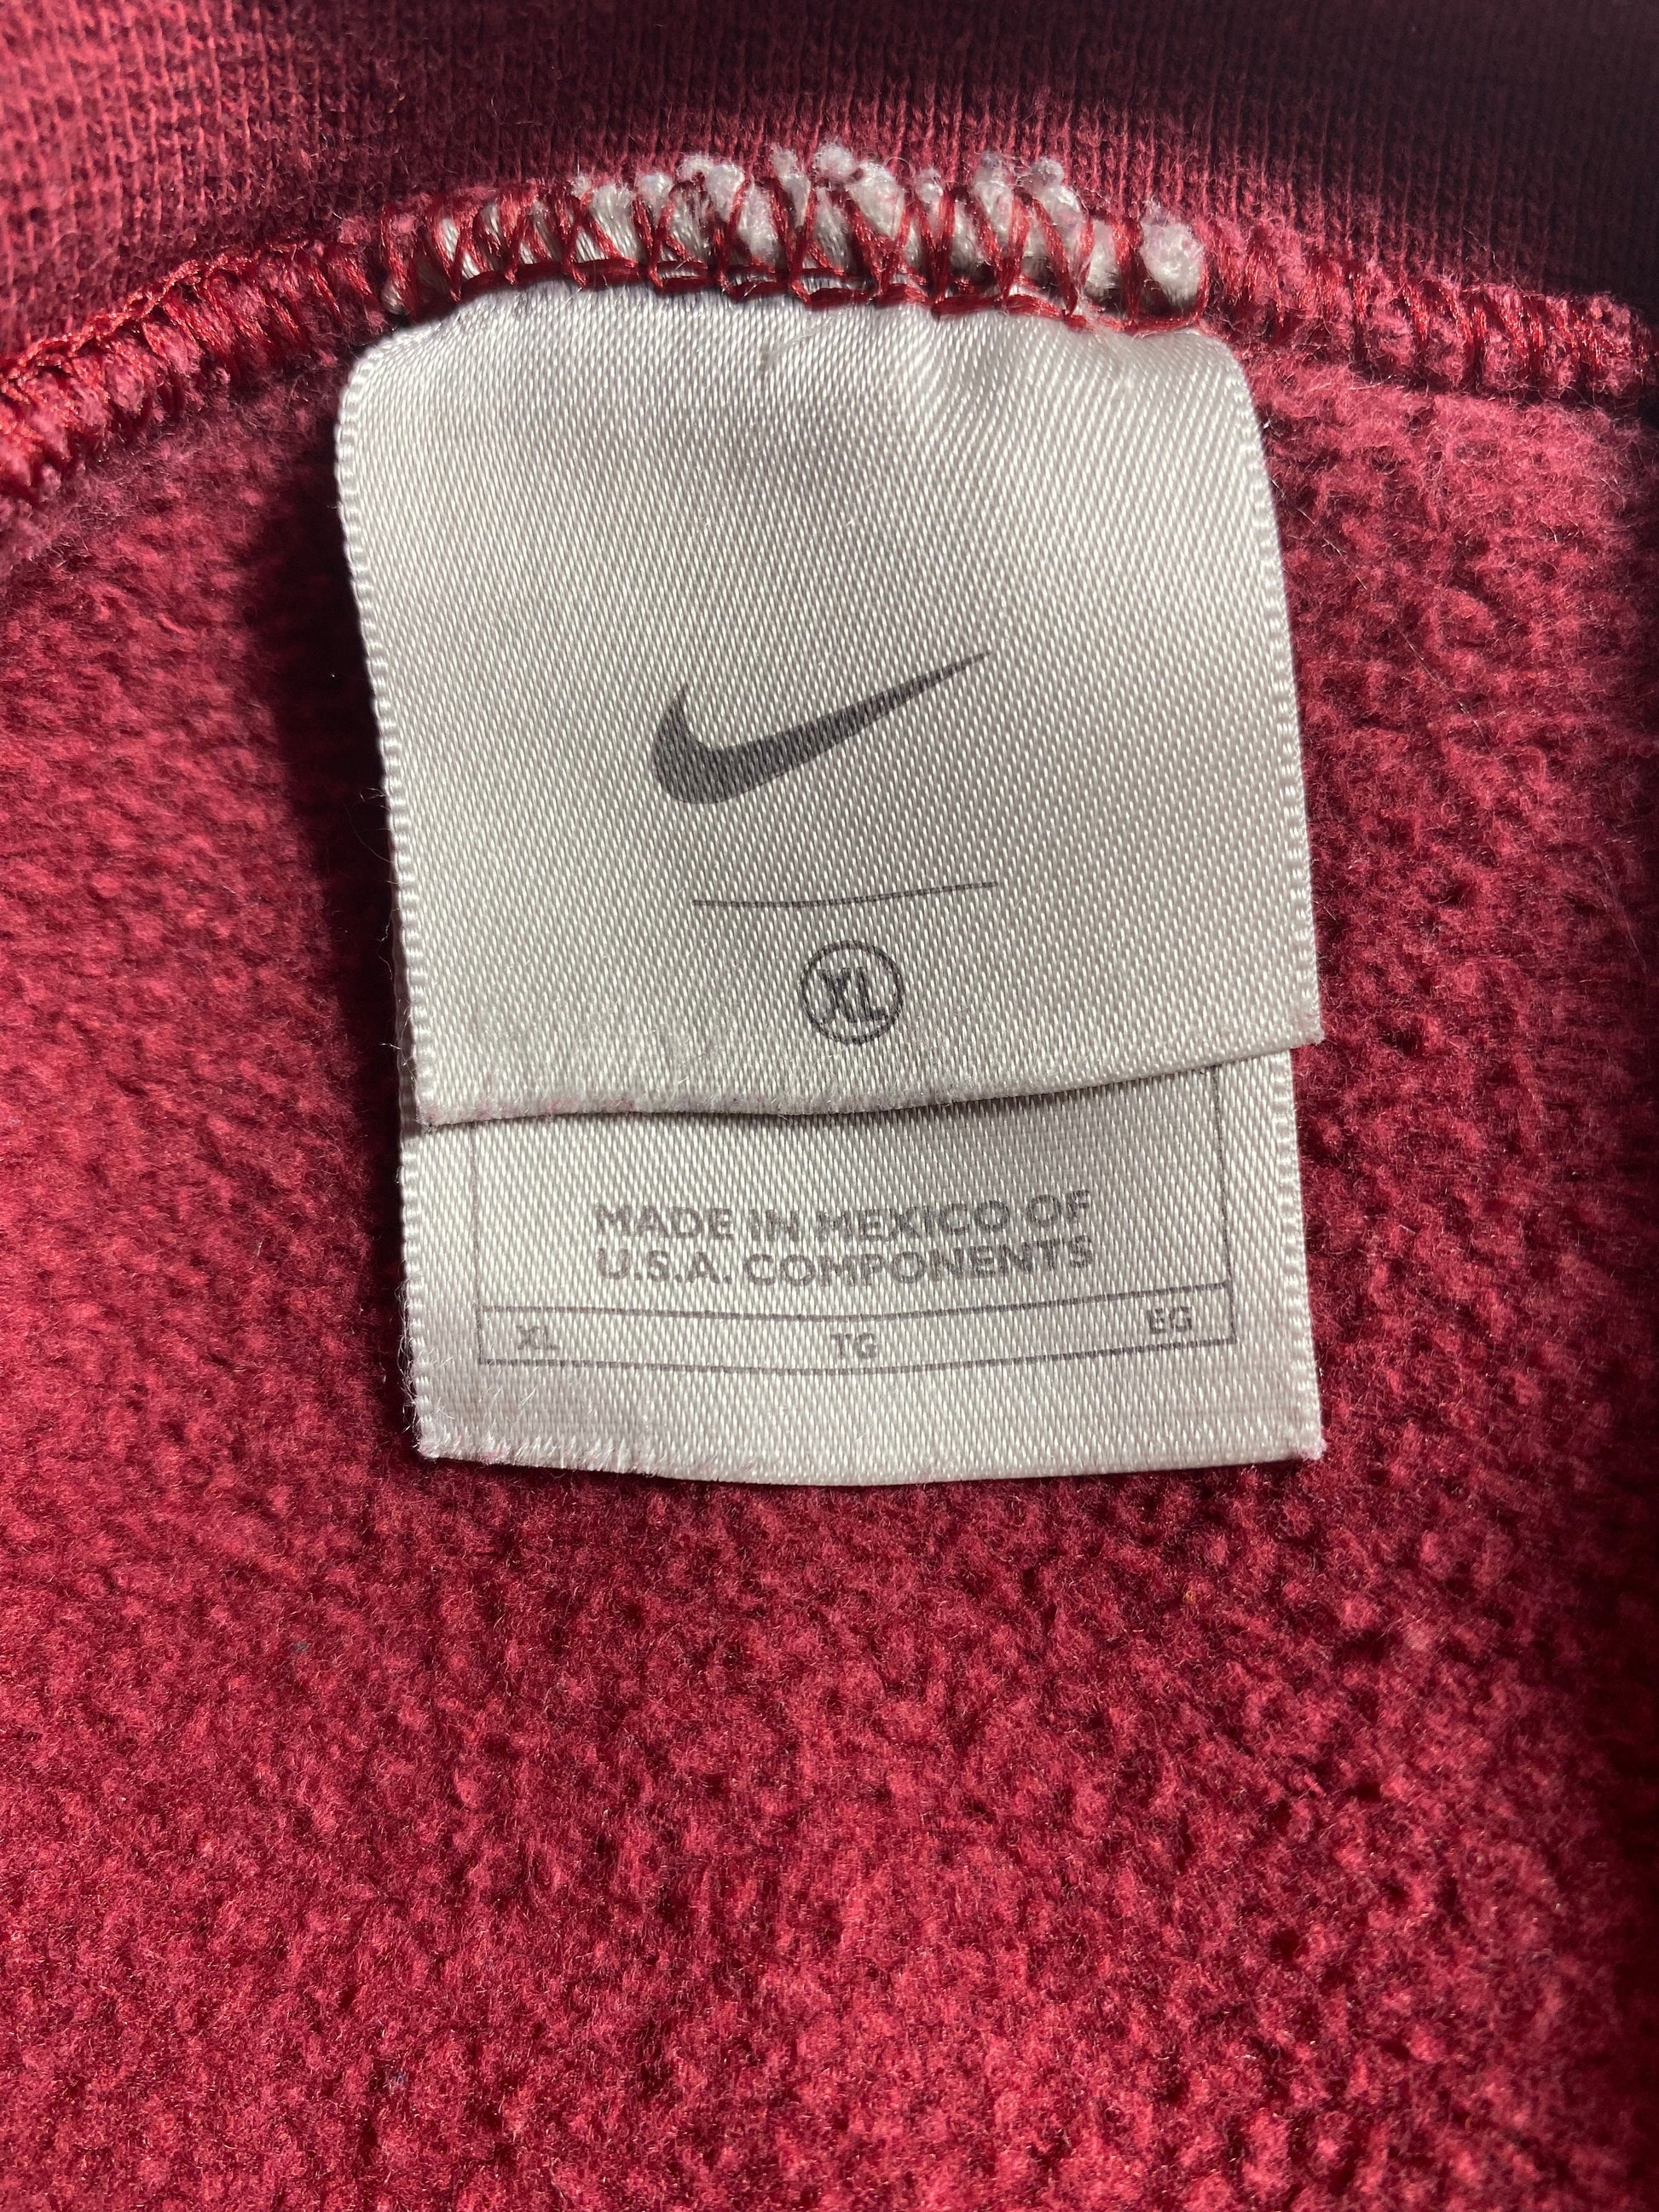 XL
MADE IN MEXICO OF
U.S.A. COMPONENTS
XL TG EG